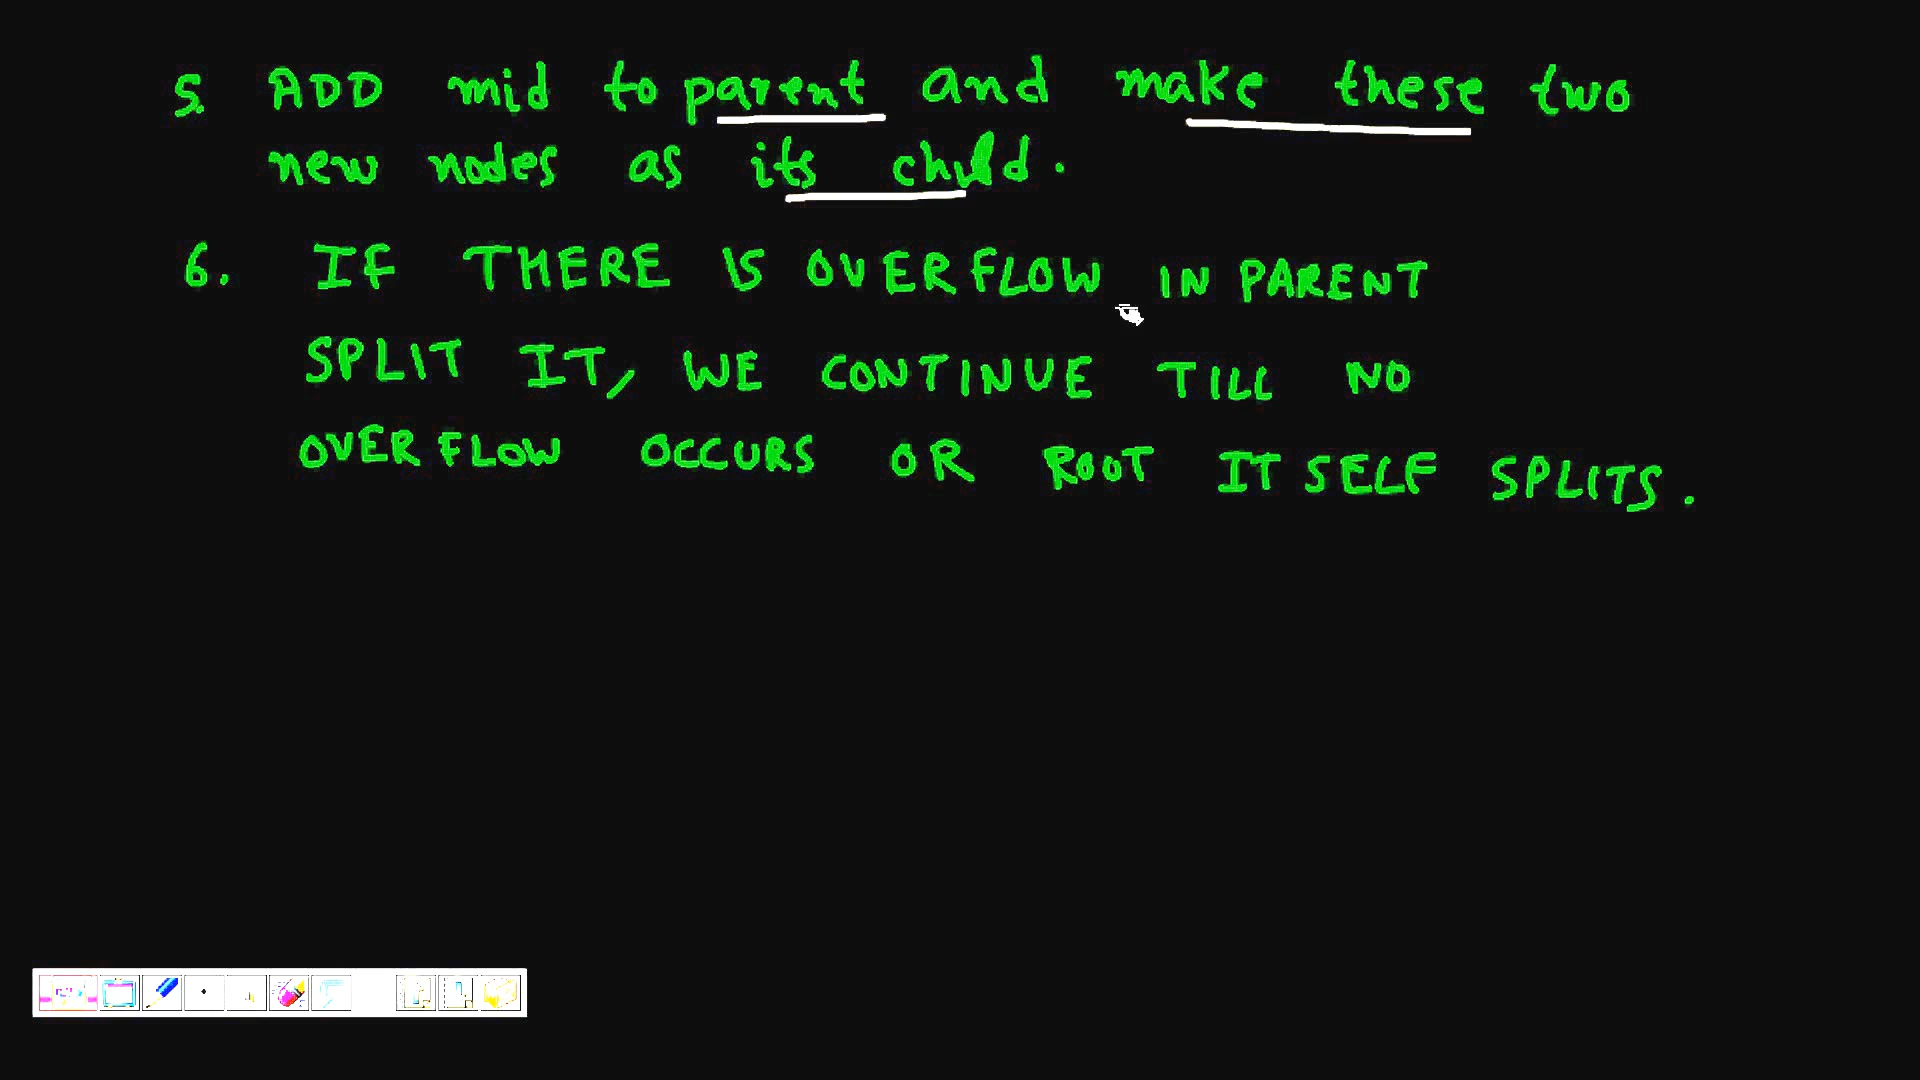 5. ADD mid to parent and make these two
new nodes as its child.
6. IF THERE IS OVERFLOW IN PARENT
SPLIT IT, WE CONTINUE TILL NO
OVERFLOW OCCURS OR ROOT ITSELF SPLITS.